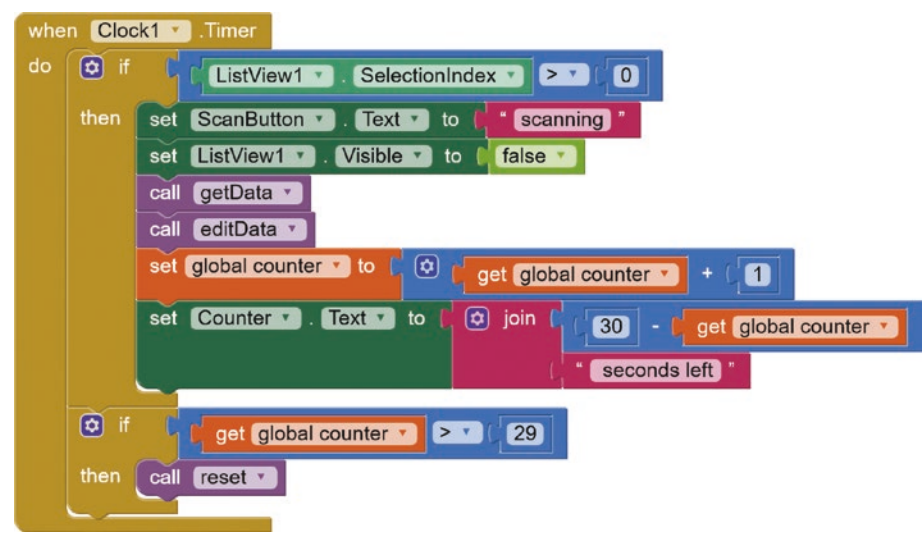 when Clock1 .Timer
do if ListView1 . SelectionIndex > 0
then set ScanButton . Text to " scanning "
set ListView1 . Visible to false
call getData
call editData
set global counter to get global counter + 1
set Counter . Text to join 30 - get global counter
" seconds left "
if get global counter > 29
then call reset